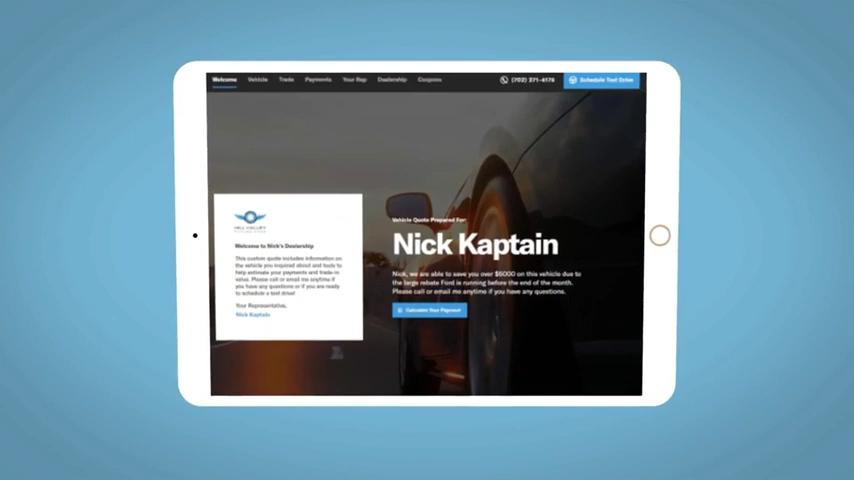 Welcome Vehicle Trade Payments Your Rep Dealership Coupons (702) 271-4178 Schedule Test Drive
HILL VALLEY
Welcome to Nick's Dealership
This custom quote includes information on
the vehicle you inquired about and tools to
help estimate your payments and trade-in
value. Please call or email me anytime if
you have any questions or if you are ready
to schedule a test drive!
Your Representative,
Nick Kaptain
Vehicle Quote Prepared For:
Nick Kaptain
Nick, we are able to save you over $5000 on this vehicle due to
the large rebate Ford is running before the end of the month.
Please call or email me anytime if you have any questions.
Calculate Your Payment